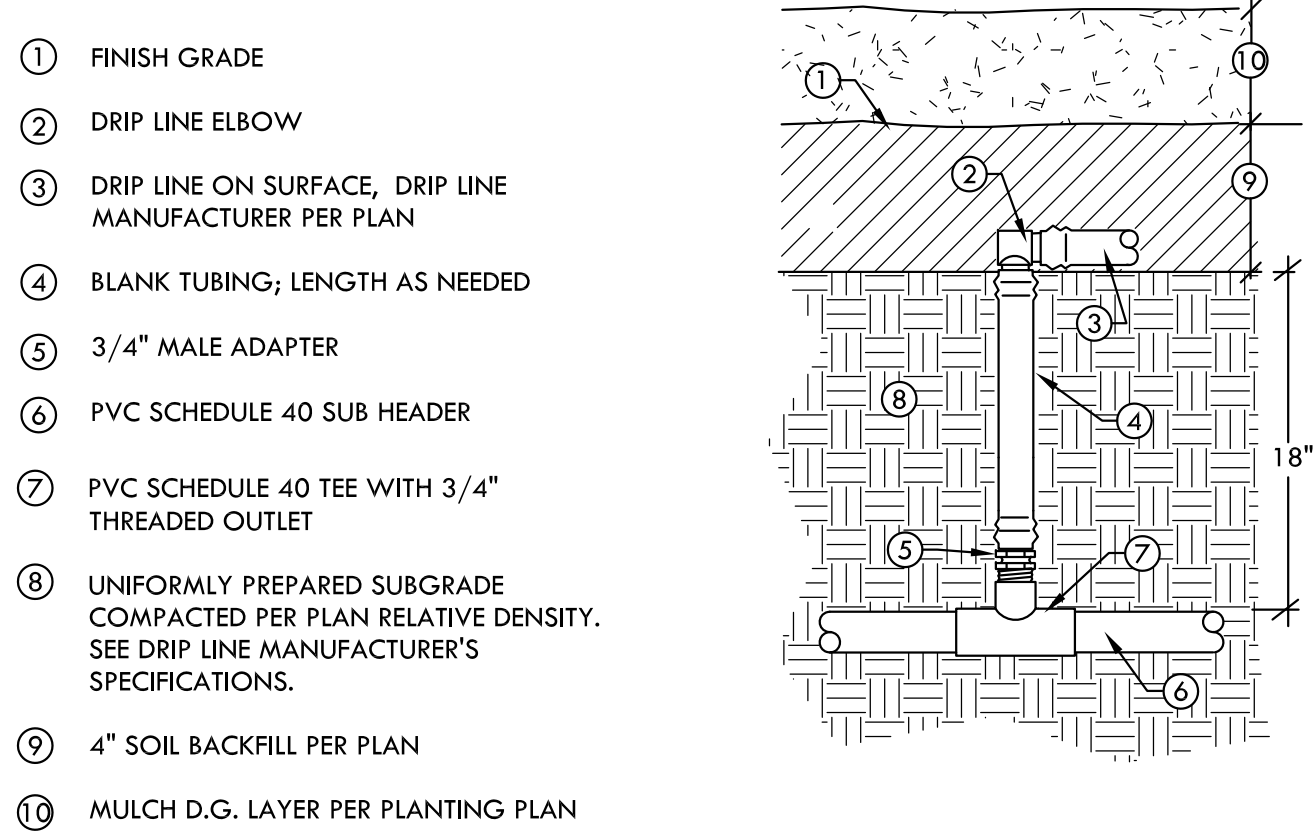 1 FINISH GRADE
2 DRIP LINE ELBOW
3 DRIP LINE ON SURFACE, DRIP LINE
MANUFACTURER PER PLAN
4 BLANK TUBING; LENGTH AS NEEDED
5 3/4" MALE ADAPTER
6 PVC SCHEDULE 40 SUB HEADER
7 PVC SCHEDULE 40 TEE WITH 3/4"
THREADED OUTLET
8 UNIFORMLY PREPARED SUBGRADE
COMPACTED PER PLAN RELATIVE DENSITY.
SEE DRIP LINE MANUFACTURER'S
SPECIFICATIONS.
9 4" SOIL BACKFILL PER PLAN
10 MULCH D.G. LAYER PER PLANTING PLAN
10
1
2
9
3
8
4
18"
5
7
6